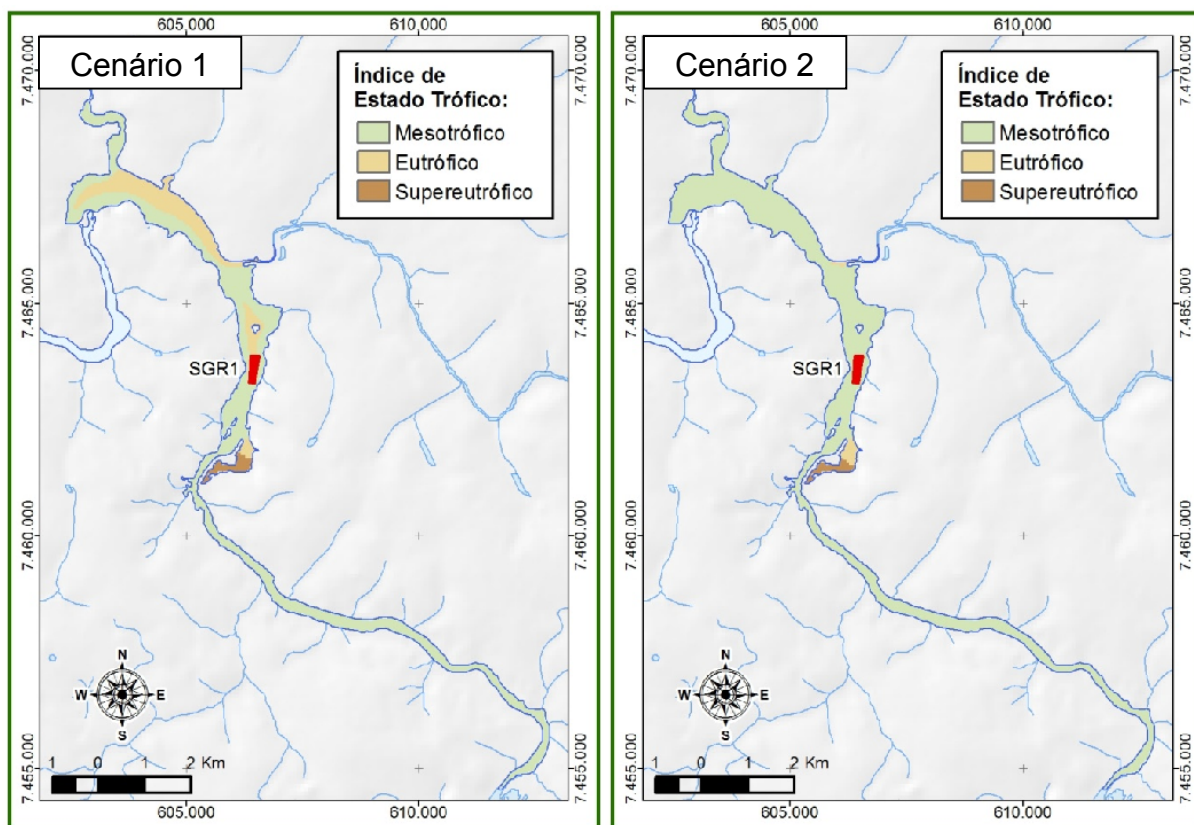 605.000 610.000
Cenário 1
Índice de
Estado Trófico:
Mesotrófico
Eutrófico
Supereutrófico
7.470.000
7.465.000
7.460.000
7.455.000
7.470.000
7.465.000
7.460.000
7.455.000
SGR1
N
W E
S
1 0 1 2 Km
605.000 610.000
605.000 610.000
Cenário 2
Índice de
Estado Trófico:
Mesotrófico
Eutrófico
Supereutrófico
7.470.000
7.465.000
7.460.000
7.455.000
7.470.000
7.465.000
7.460.000
7.455.000
SGR1
N
W E
S
1 0 1 2 Km
605.000 610.000